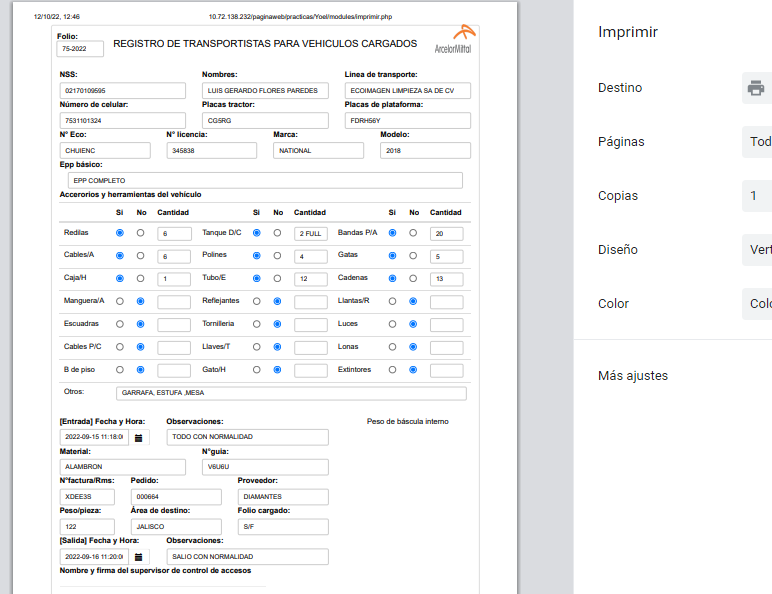 12/10/22, 12:46 10.72.138.232/paginaweb/practicas/Yoel/modules/imprimir.php
Folio:
75-2022
REGISTRO DE TRANSPORTISTAS PARA VEHICULOS CARGADOS
ArcelorMittal
NSS: Nombres: Línea de transporte:
02170109595 LUIS GERARDO FLORES PAREDES ECOIMAGEN LIMPIEZA SA DE CV
Número de celular: Placas tractor: Placas de plataforma:
7531101324 CG5RG FDRH56Y
N° Eco: N° licencia: Marca: Modelo:
CHUIENC 345838 NATIONAL 2018
Epp básico:
EPP COMPLETO
Accerorios y herramientas del vehículo
Si No Cantidad Si No Cantidad Si No Cantidad
Redilas 6 Tanque D/C 2 FULL Bandas P/A 20
Cables/A 6 Polines 4 Gatas 5
Caja/H 1 Tubo/E 12 Cadenas 13
Manguera/A Reflejantes Llantas/R
Escuadras Tornilleria Luces
Cables P/C Llaves/T Lonas
B de piso Gato/H Extintores
Otros: GARRAFA, ESTUFA ,MESA
[Entrada] Fecha y Hora: Observaciones: Peso de báscula interno
2022-09-15 11:18:0 TODO CON NORMALIDAD
Material: N°guia:
ALAMBRON V6U6U
N°factura/Rms: Pedido: Proveedor:
XDEE3S 000664 DIAMANTES
Peso/pieza: Área de destino: Folio cargado:
122 JALISCO S/F
[Salida] Fecha y Hora: Observaciones:
2022-09-16 11:20:0 SALIO CON NORMALIDAD
Nombre y firma del supervisor de control de accesos
Imprimir
Destino
Páginas Tod
Copias 1
Diseño Vert
Color Colo
Más ajustes